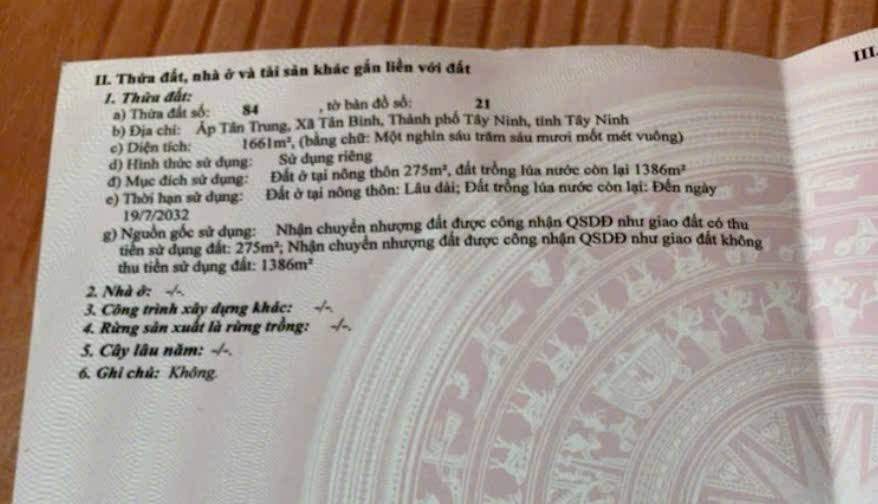 III.
II. Thửa đất, nhà ở và tài sản khác gắn liền với đất
1. Thửa đất:
a) Thửa đất số: 84 , tờ bản đồ số: 21
b) Địa chỉ: Ấp Tân Trung, Xã Tân Bình, Thành phố Tây Ninh, tỉnh Tây Ninh
c) Diện tích: 1661m², (bằng chữ: Một nghìn sáu trăm sáu mươi mốt mét vuông)
d) Hình thức sử dụng: Sử dụng riêng
đ) Mục đích sử dụng: Đất ở tại nông thôn 275m², đất trồng lúa nước còn lại 1386m²
e) Thời hạn sử dụng: Đất ở tại nông thôn: Lâu dài; Đất trồng lúa nước còn lại: Đến ngày
19/7/2032
g) Nguồn gốc sử dụng: Nhận chuyển nhượng đất được công nhận QSDĐ như giao đất có thu
tiền sử dụng đất: 275m²; Nhận chuyển nhượng đất được công nhận QSDĐ như giao đất không
thu tiền sử dụng đất: 1386m²
2. Nhà ở: -/-.
3. Công trình xây dựng khác: -/-.
4. Rừng sản xuất là rừng trồng: -/-.
5. Cây lâu năm: -/-.
6. Ghi chú: Không.